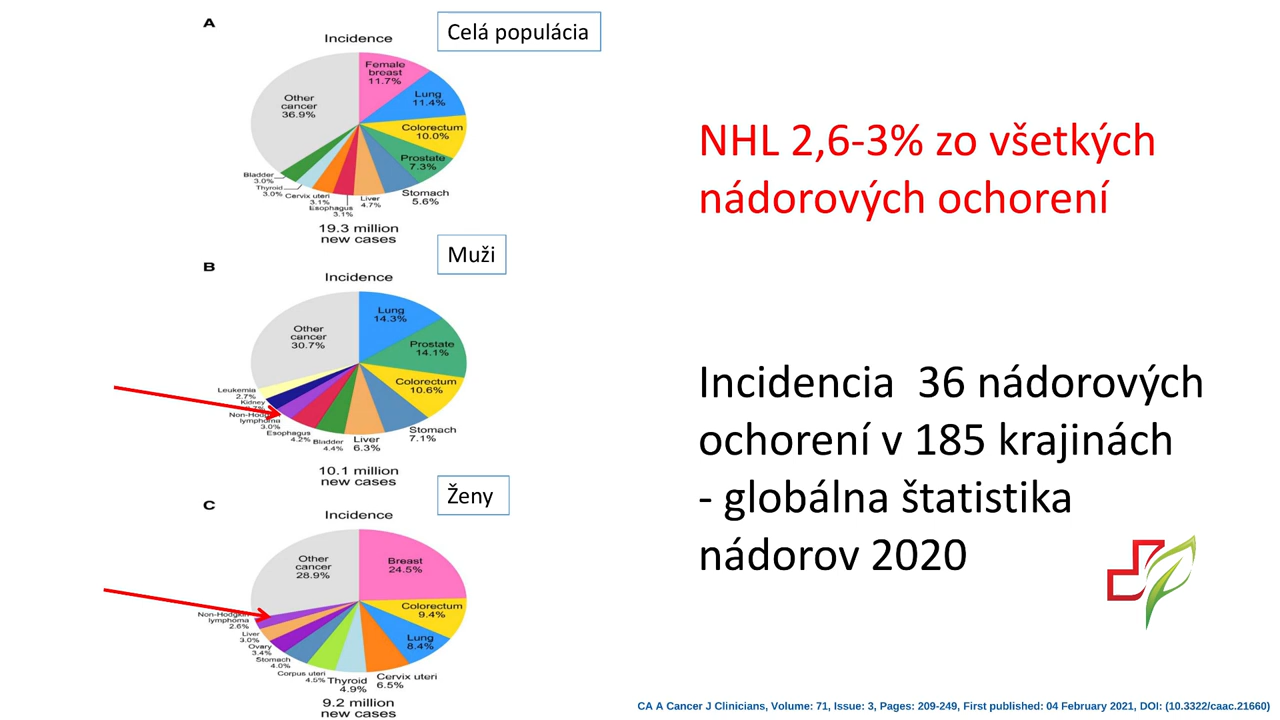 A
Celá populácia
Incidence
Female
breast
11.7%
Lung
11.4%
Colorectum
10.0%
Prostate
7.3%
Stomach
5.6%
Liver
4.7%
Esophagus
3.1%
Cervix uteri
3.1%
Thyroid
3.0%
Bladder
3.0%
Other
cancer
36.9%
19.3 million
new cases
B
Muži
Incidence
Lung
14.3%
Prostate
14.1%
Colorectum
10.6%
Stomach
7.1%
Liver
6.3%
Bladder
4.4%
Esophagus
4.2%
lymphoma
3.0%
Kidney
Leukemia
2.7%
Other
cancer
30.7%
10.1 million
new cases
C
Ženy
Incidence
Breast
24.5%
Colorectum
9.4%
Lung
8.4%
Cervix uteri
6.5%
Thyroid
4.9%
Corpus uteri
4.5%
Stomach
4.0%
Ovary
3.4%
Liver
3.0%
Non-Hodgkin
lymphoma
2.6%
Other
cancer
28.9%
9.2 million
new cases
NHL 2,6-3% zo všetkých
nádorových ochorení
Incidencia  36 nádorových
ochorení v 185 krajinách
- globálna štatistika
nádorov 2020
CA A Cancer J Clinicians, Volume: 71, Issue: 3, Pages: 209-249, First published: 04 February 2021, DOI: (10.3322/caac.21660)